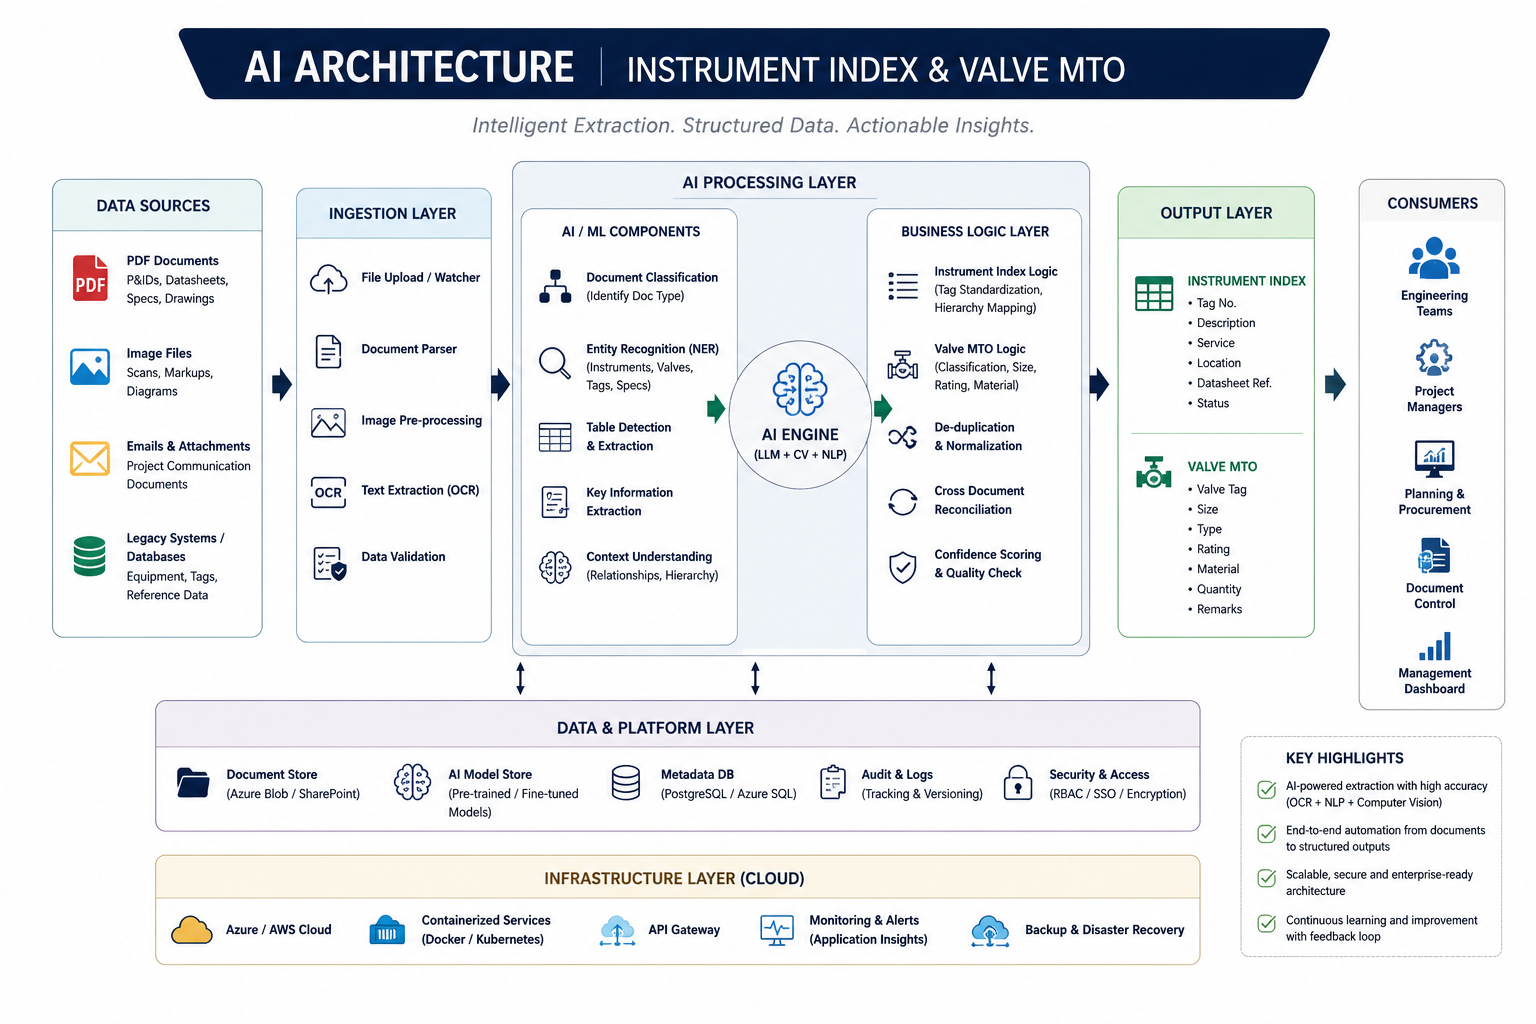 AI ARCHITECTURE | INSTRUMENT INDEX & VALVE MTO
Intelligent Extraction. Structured Data. Actionable Insights.
DATA SOURCES
PDF
PDF Documents
P&IDs, Datasheets,
Specs, Drawings
Image Files
Scans, Markups,
Diagrams
Emails & Attachments
Project Communication
Documents
Legacy Systems /
Databases
Equipment, Tags,
Reference Data
INGESTION LAYER
File Upload / Watcher
Document Parser
Image Pre-processing
OCR
Text Extraction (OCR)
Data Validation
AI PROCESSING LAYER
AI / ML COMPONENTS
Document Classification
(Identify Doc Type)
Entity Recognition (NER)
(Instruments, Valves,
Tags, Specs)
Table Detection
& Extraction
Key Information
Extraction
Context Understanding
(Relationships, Hierarchy)
AI ENGINE
(LLM + CV + NLP)
BUSINESS LOGIC LAYER
Instrument Index Logic
(Tag Standardization,
Hierarchy Mapping)
Valve MTO Logic
(Classification, Size,
Rating, Material)
De-duplication
& Normalization
Cross Document
Reconciliation
Confidence Scoring
& Quality Check
OUTPUT LAYER
INSTRUMENT INDEX
• Tag No.
• Description
• Service
• Location
• Datasheet Ref.
• Status
VALVE MTO
• Valve Tag
• Size
• Type
• Rating
• Material
• Quantity
• Remarks
CONSUMERS
Engineering
Teams
Project
Managers
Planning &
Procurement
Document
Control
Management
Dashboard
DATA & PLATFORM LAYER
Document Store
(Azure Blob / SharePoint)
AI Model Store
(Pre-trained / Fine-tuned
Models)
Metadata DB
(PostgreSQL / Azure SQL)
Audit & Logs
(Tracking & Versioning)
Security & Access
(RBAC / SSO / Encryption)
INFRASTRUCTURE LAYER (CLOUD)
Azure / AWS Cloud
Containerized Services
(Docker / Kubernetes)
API Gateway
Monitoring & Alerts
(Application Insights)
Backup & Disaster Recovery
KEY HIGHLIGHTS
AI-powered extraction with high accuracy
(OCR + NLP + Computer Vision)
End-to-end automation from documents
to structured outputs
Scalable, secure and enterprise-ready
architecture
Continuous learning and improvement
with feedback loop